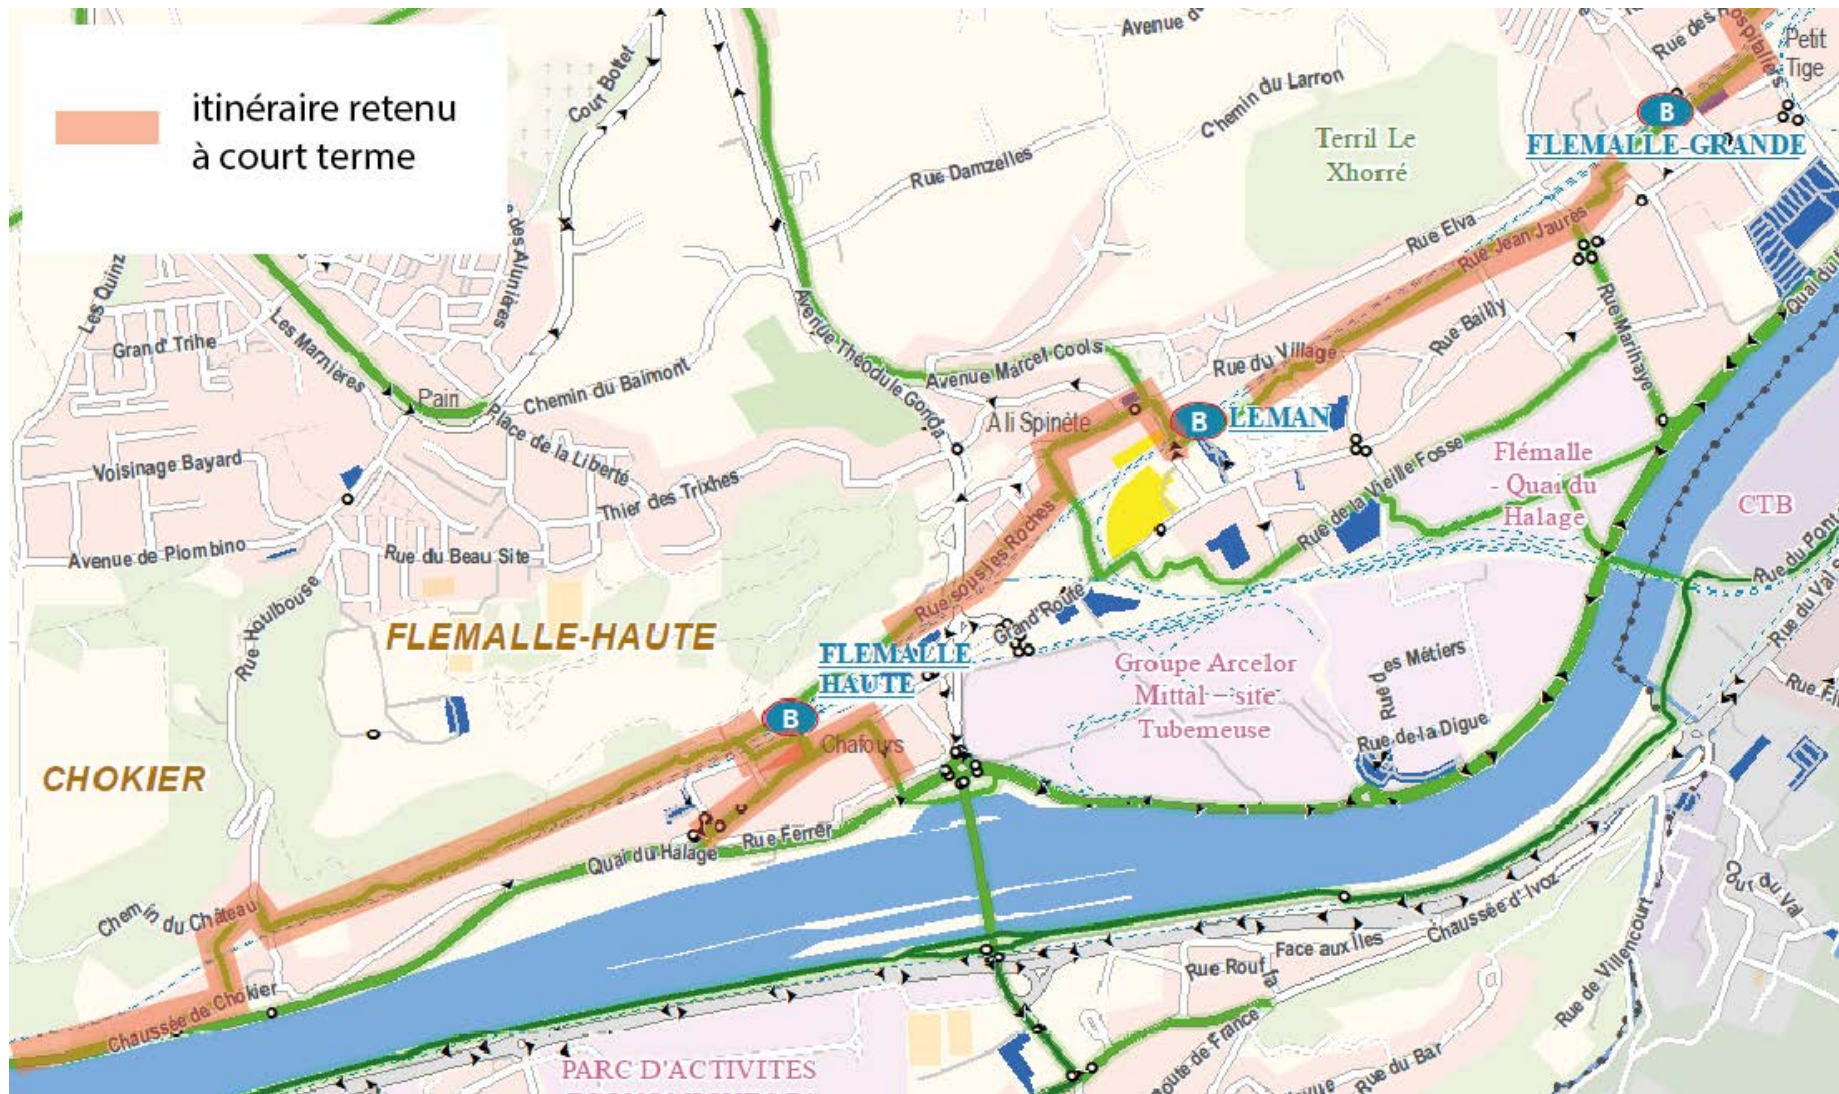 itinéraire retenu
à court terme
Cour Bottet
Avenue d
Chemin du Larron
Rue Damzelles
Terril Le
Xhorré
Rue des Hospitaliers
Petit
Tige
B
FLEMALLE-GRANDE
Rue Elva
Rue Jean Jaurès
Quai du
Les Quinz
des Alunières
Grand' Trihe
Les Marnières
Pairi
Chemin du Baimont
Place de la Liberté
Avenue Théodule Gonda
Avenue Marcel Cools
Rue du Village
Rue Bailly
Rue Marihaye
A li Spinète
B
LEMAN
Voisinage Bayard
Thier des Trixhes
Avenue de Piombino
Rue du Beau Site
Rue Houlbouse
Rue sous les Roches
Rue de la Vieille Fosse
Flémalle
- Quai du
Halage
CTB
Rue du Pont
Rue du Val s
Grand'Route
FLEMALLE-HAUTE
FLEMALLE
HAUTE
B
Chafours
Groupe Arcelor
Mittal – site
Tubemeuse
Rue des Métiers
Rue de la Digue
CHOKIER
Rue Ferrer
Quai du Halage
Chemin du Château
Chaussée de Chokier
Cour du Val
Chaussée d'Ivoz
Face aux Îles
Rue Rouf
Rue de Villencourt
Route de France
Rue du Bar
PARC D'ACTIVITES